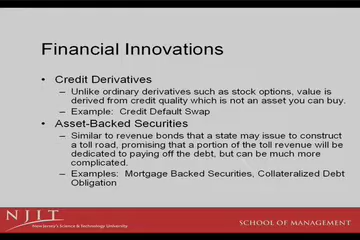 Financial Innovations
• Credit Derivatives
– Unlike ordinary derivatives such as stock options, value is
derived from credit quality which is not an asset you can buy.
– Example: Credit Default Swap
• Asset-Backed Securities
– Similar to revenue bonds that a state may issue to construct
a toll road, promising that a portion of the toll revenue will
be dedicated to paying off the debt, but can be much more
complicated.
– Examples: Mortgage Backed Securities, Collateralized Debt
Obligation
NJIT
New Jersey's Science & Technology University
SCHOOL OF MANAGEMENT